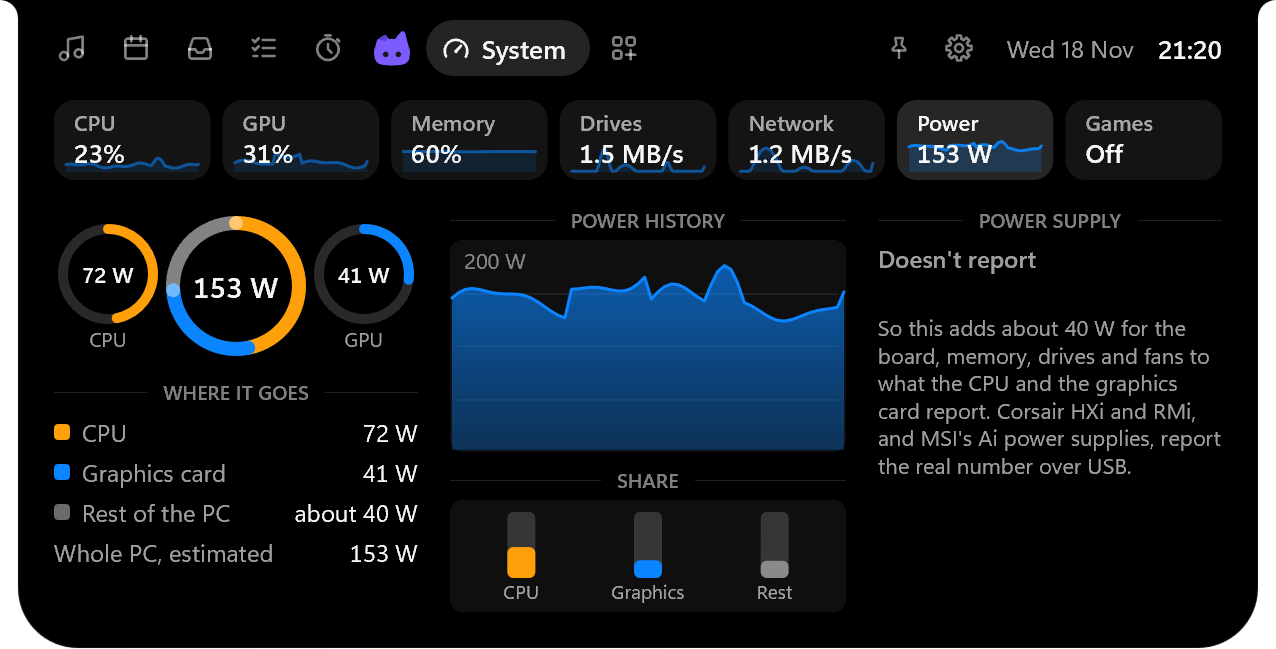 System
Wed 18 Nov 21:20
CPU
23%
GPU
31%
Memory
60%
Drives
1.5 MB/s
Network
1.2 MB/s
Power
153 W
Games
Off
72 W
CPU
153 W
41 W
GPU
WHERE IT GOES
CPU 72 W
Graphics card 41 W
Rest of the PC about 40 W
Whole PC, estimated 153 W
POWER HISTORY
200 W
SHARE
CPU
Graphics
Rest
POWER SUPPLY
Doesn't report
So this adds about 40 W for the
board, memory, drives and fans to
what the CPU and the graphics
card report. Corsair HXi and RMi,
and MSI's Ai power supplies, report
the real number over USB.